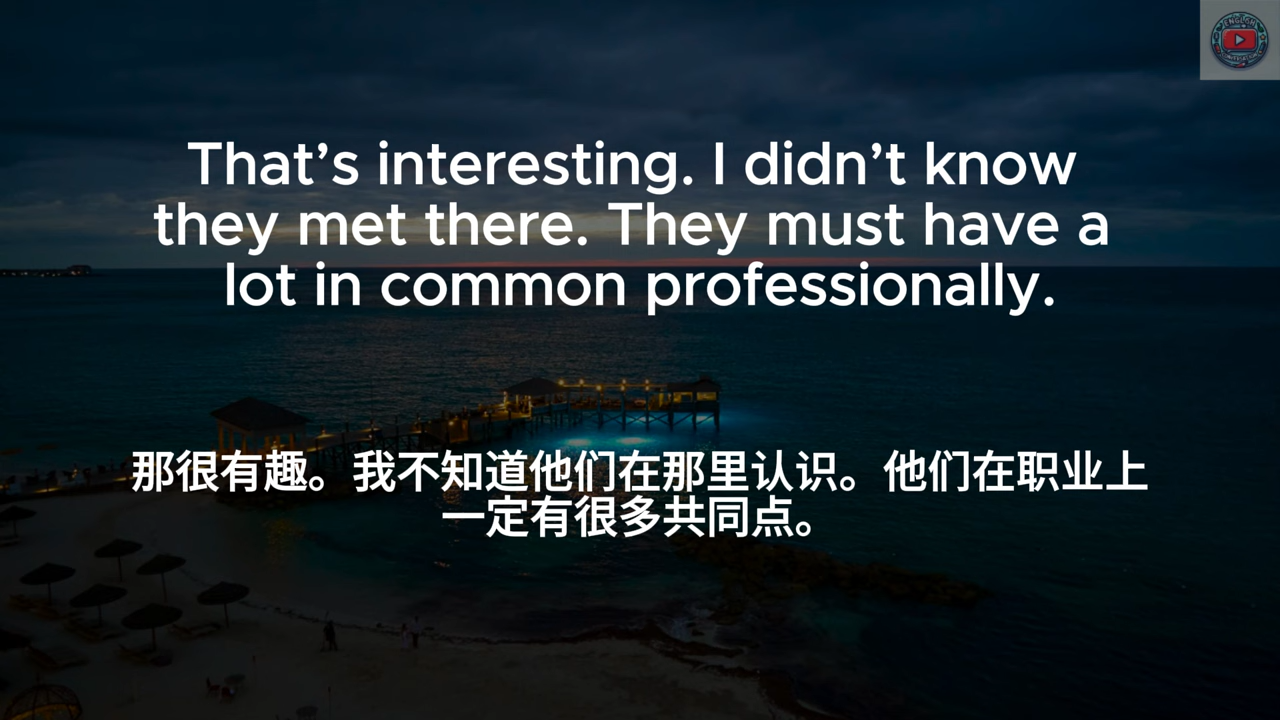 ENGLISH
CONVERSATION
That’s interesting. I didn’t know
they met there. They must have a
lot in common professionally.
那很有趣。我不知道他们在那里认识。他们在职业上
一定有很多共同点。